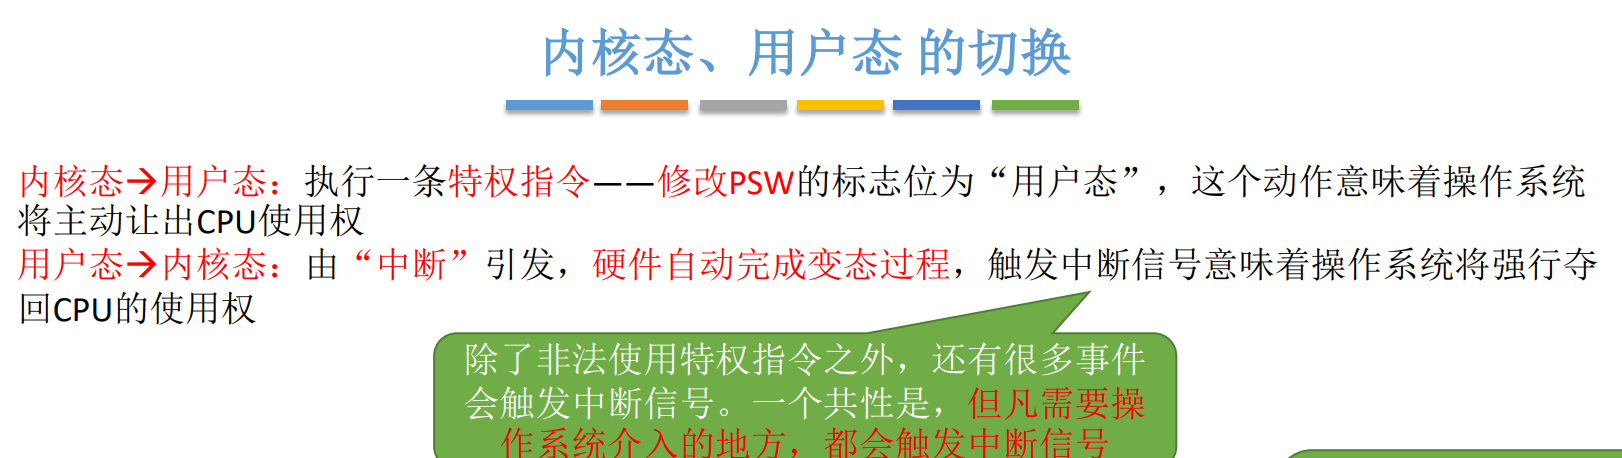 内核态、用户态 的切换
内核态→用户态：执行一条特权指令——修改PSW的标志位为“用户态”，这个动作意味着操作系统
将主动让出CPU使用权
用户态→内核态：由“中断”引发，硬件自动完成变态过程，触发中断信号意味着操作系统将强行夺
回CPU的使用权
除了非法使用特权指令之外，还有很多事件
会触发中断信号。一个共性是，但凡需要操
作系统介入的地方，都会触发中断信号